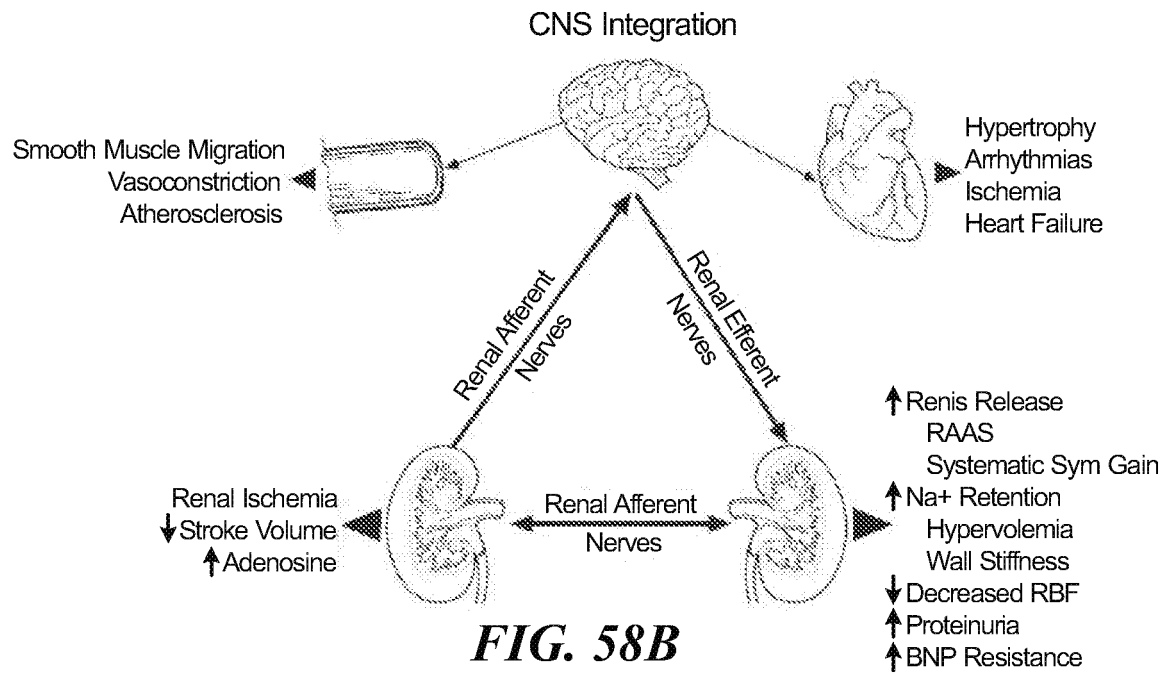 CNS Integration
Smooth Muscle Migration
Vasoconstriction
Atherosclerosis
Hypertrophy
Arrhythmias
Ischemia
Heart Failure
Renal Afferent
Nerves
Renal Efferent
Nerves
Renal Ischemia
Stroke Volume
Adenosine
Renal Afferent
Nerves
Renis Release
RAAS
Systematic Sym Gain
Na+ Retention
Hypervolemia
Wall Stiffness
Decreased RBF
Proteinuria
BNP Resistance
FIG. 58B